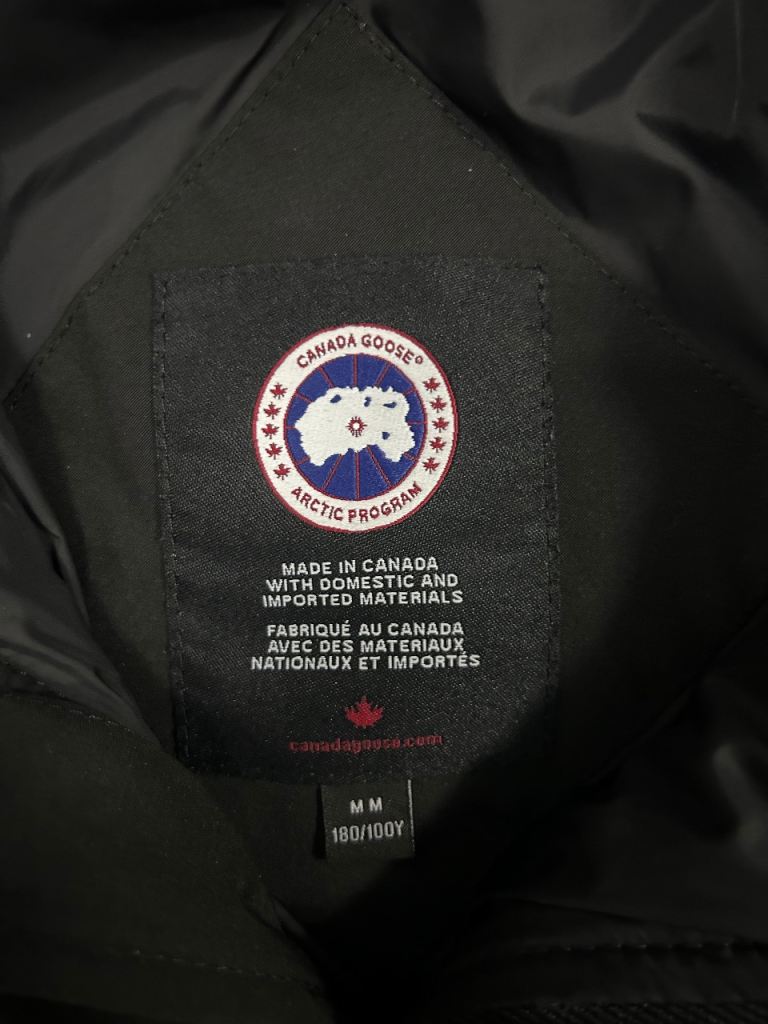 CANADA GOOSE®
ARCTIC PROGRAM
MADE IN CANADA
WITH DOMESTIC AND
IMPORTED MATERIALS
FABRIQUÉ AU CANADA
AVEC DES MATERIAUX
NATIONAUX ET IMPORTÉS
canadagoose.com
M M
180/100Y